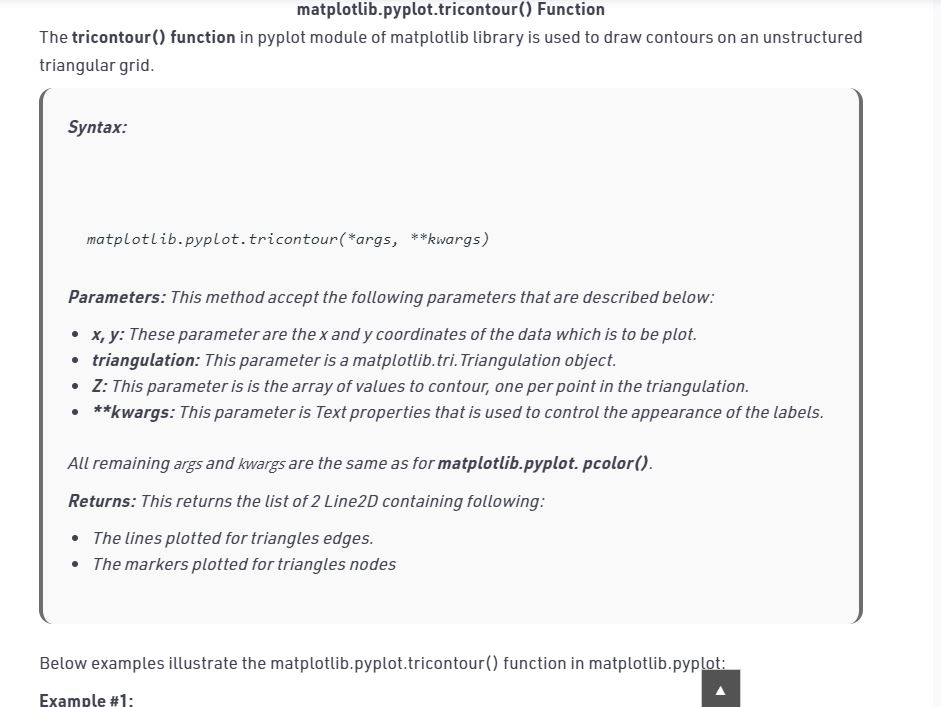 matplotlib.pyplot.tricontour() Function
The tricontour() function in pyplot module of matplotlib library is used to draw contours on an unstructured
triangular grid.
Syntax:
matplotlib.pyplot.tricontour(*args, **kwargs)
Parameters: This method accept the following parameters that are described below:
• x, y: These parameter are the x and y coordinates of the data which is to be plot.
• triangulation: This parameter is a matplotlib.tri.Triangulation object.
• Z: This parameter is is the array of values to contour, one per point in the triangulation.
• **kwargs: This parameter is Text properties that is used to control the appearance of the labels.
All remaining args and kwargs are the same as for matplotlib.pyplot. pcolor().
Returns: This returns the list of 2 Line2D containing following:
• The lines plotted for triangles edges.
• The markers plotted for triangles nodes
Below examples illustrate the matplotlib.pyplot.tricontour() function in matplotlib.pyplot:
Example #1: